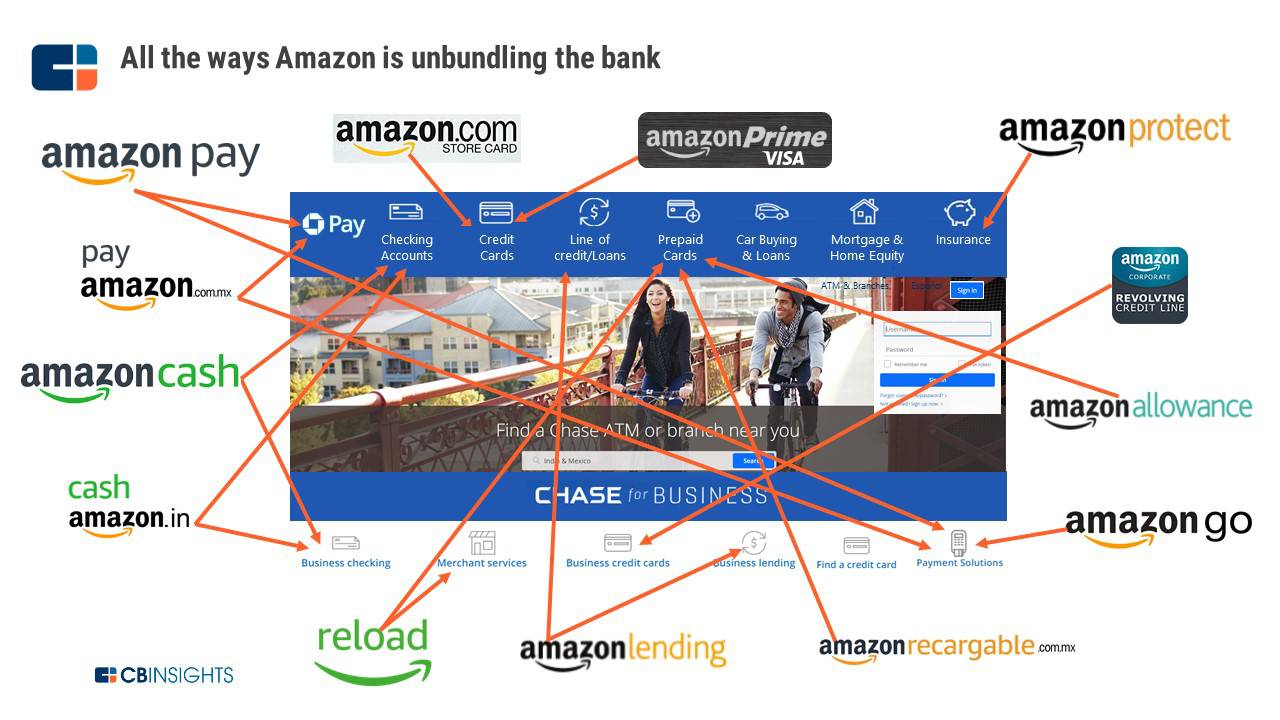 All the ways Amazon is unbundling the bank
amazon pay
amazon.com
STORE CARD
amazonPrime
VISA
amazon protect
Pay
Checking
Accounts
Credit
Cards
Line of
credit/Loans
Prepaid
Cards
Car Buying
& Loans
Mortgage &
Home Equity
Insurance
pay
amazon.com.mx
amazon
CORPORATE
REVOLVING
CREDIT LINE
ATM & Branches
Sign In
Username
Password
Remember me
amazon cash
amazon allowance
Find a Chase ATM or branch near you
India & Mexico
Search
cash
amazon.in
CHASE for BUSINESS
amazon go
Business checking
Merchant services
Business credit cards
Business lending
Find a credit card
Payment Solutions
reload
amazon lending
amazon recargable.com.mx
CBINSIGHTS